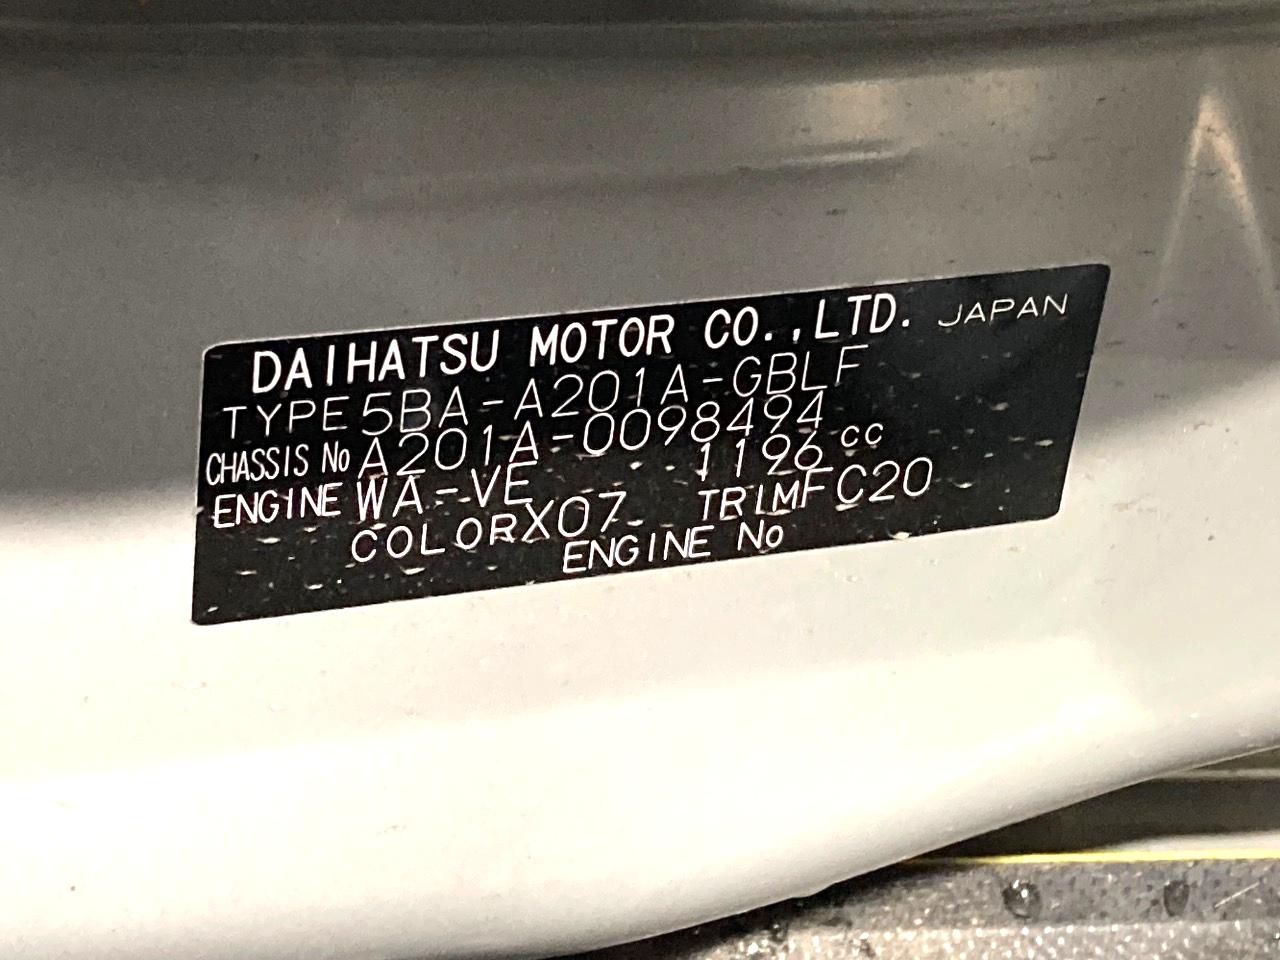 DAIHATSU MOTOR CO.,LTD. JAPAN
TYPE 5BA-A201A-GBLF
CHASSIS No A201A-0098494
ENGINE WA-VE 1196 cc
COLOR X07 TRIM FC20
ENGINE No